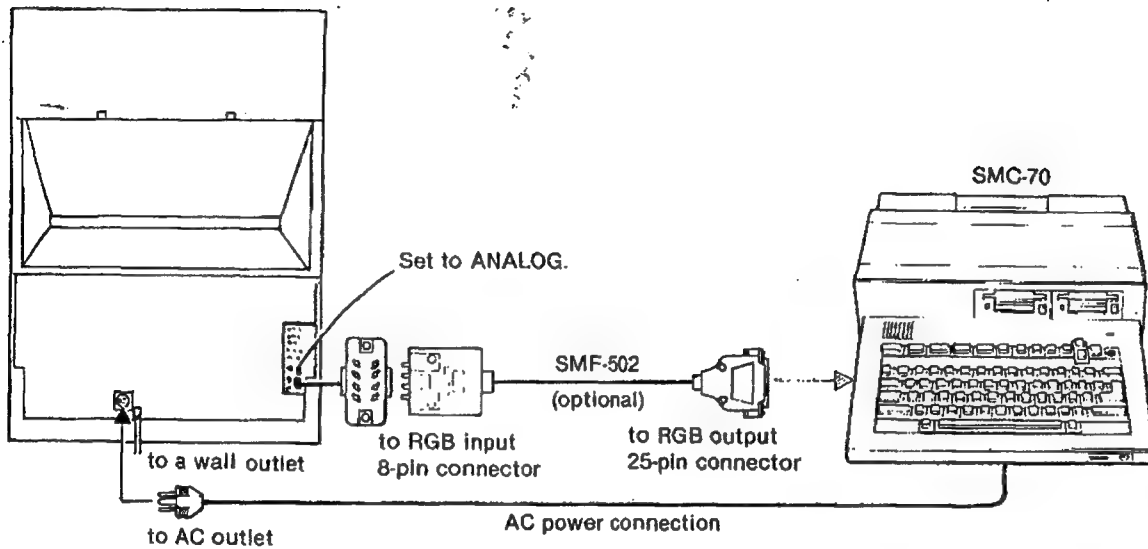 SMC-70
Set to ANALOG.
SMF-502
(optional)
to RGB input
8-pin connector
to RGB output
25-pin connector
to a wall outlet
to AC outlet
AC power connection